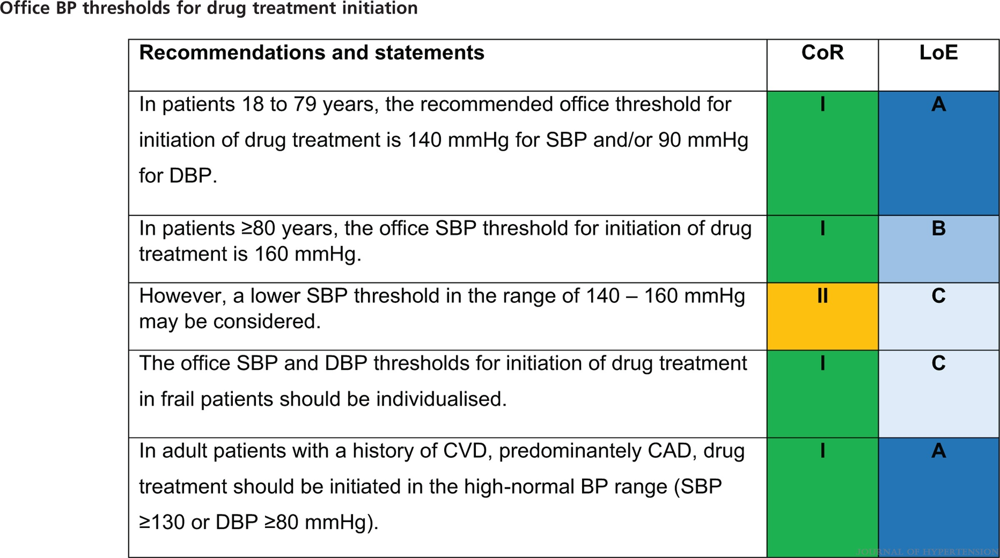 Office BP thresholds for drug treatment initiation
Recommendations and statements CoR LoE
In patients 18 to 79 years, the recommended office threshold for I A
initiation of drug treatment is 140 mmHg for SBP and/or 90 mmHg
for DBP.
In patients ≥80 years, the office SBP threshold for initiation of drug I B
treatment is 160 mmHg.
However, a lower SBP threshold in the range of 140 – 160 mmHg II C
may be considered.
The office SBP and DBP thresholds for initiation of drug treatment I C
in frail patients should be individualised.
In adult patients with a history of CVD, predominantely CAD, drug I A
treatment should be initiated in the high-normal BP range (SBP
≥130 or DBP ≥80 mmHg).
JOURNAL OF HYPERTENSION